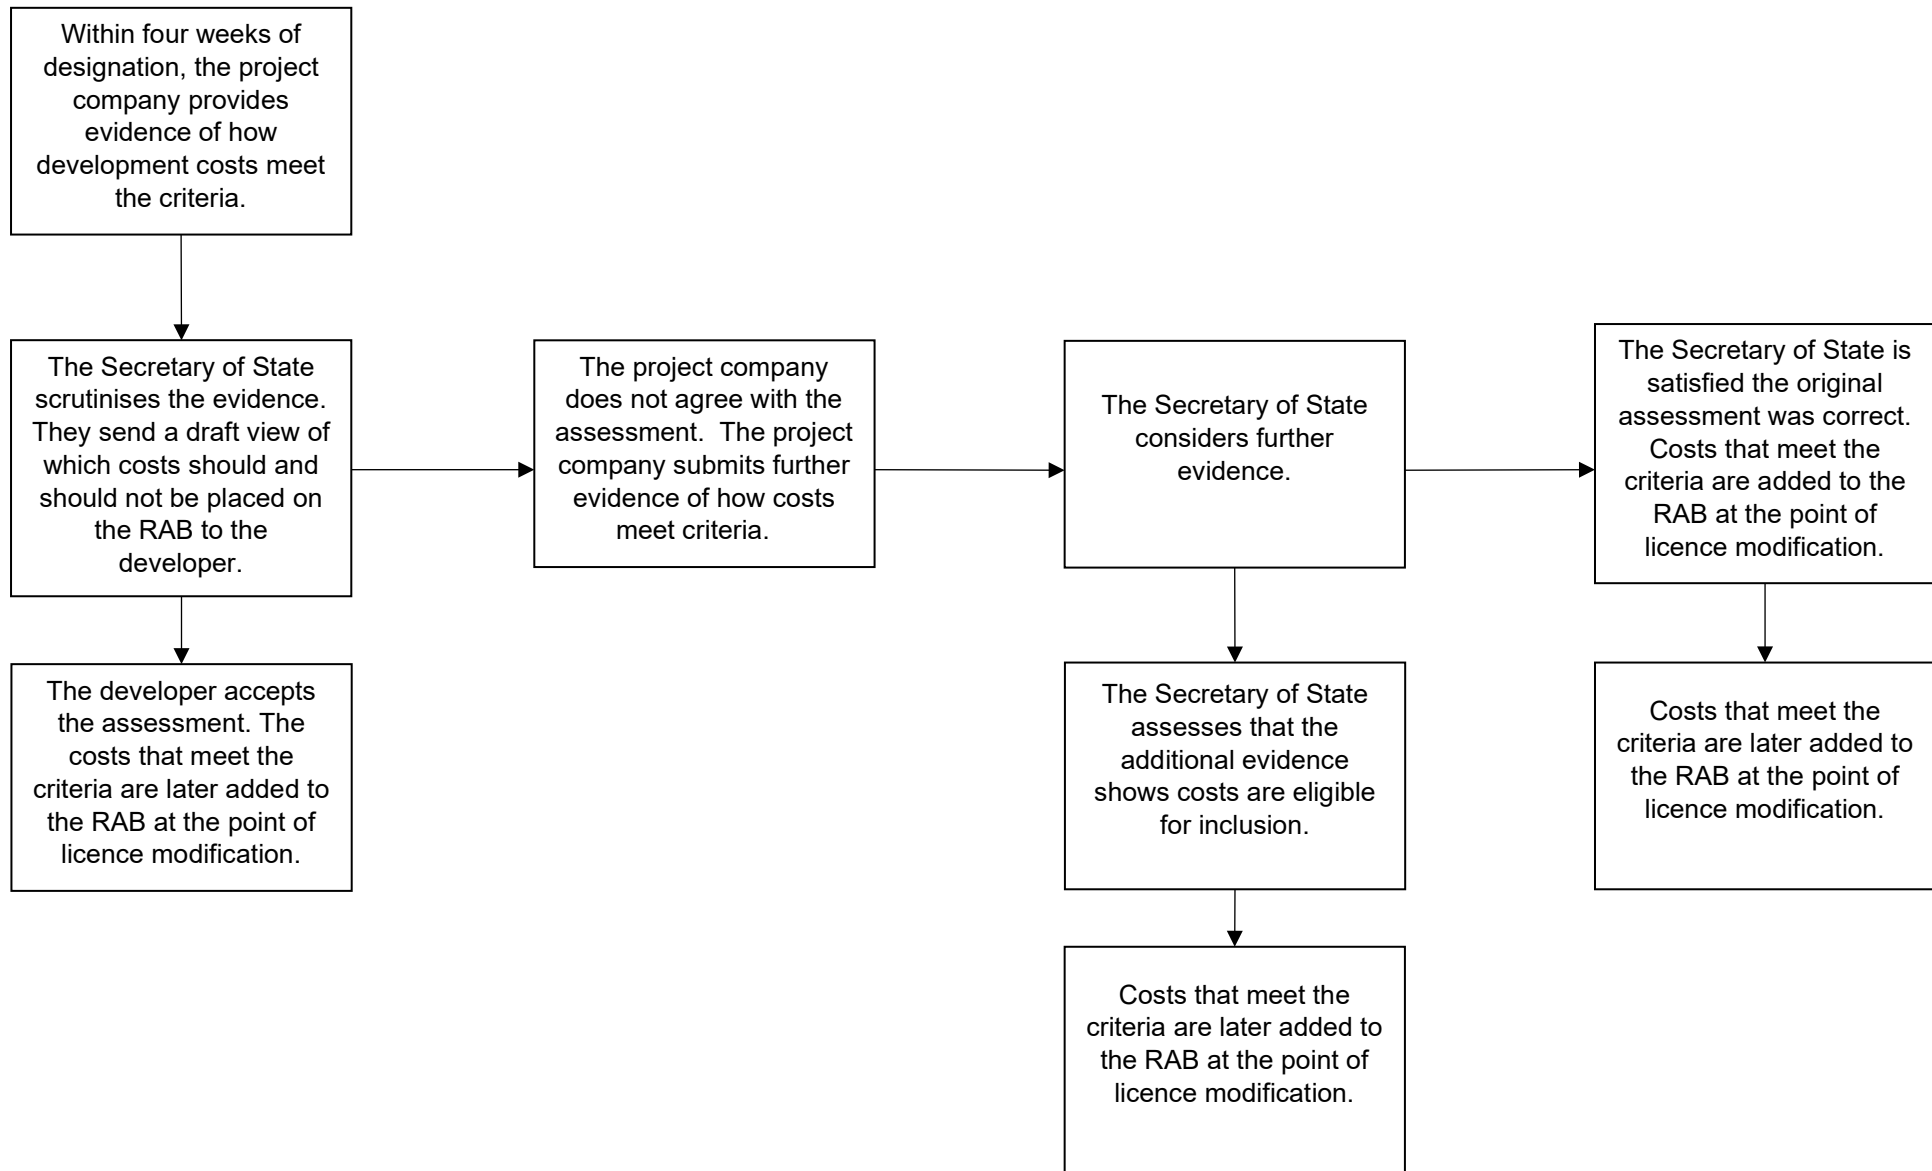 Within four weeks of
designation, the project
company provides
evidence of how
development costs meet
the criteria.
The Secretary of State
scrutinises the evidence.
They send a draft view of
which costs should and
should not be placed on
the RAB to the
developer.
The project company
does not agree with the
assessment.  The project
company submits further
evidence of how costs
meet criteria.
The Secretary of State
considers further
evidence.
The Secretary of State is
satisfied the original
assessment was correct.
Costs that meet the
criteria are added to the
RAB at the point of
licence modification.
The developer accepts
the assessment. The
costs that meet the
criteria are later added to
the RAB at the point of
licence modification.
The Secretary of State
assesses that the
additional evidence
shows costs are eligible
for inclusion.
Costs that meet the
criteria are later added to
the RAB at the point of
licence modification.
Costs that meet the
criteria are later added to
the RAB at the point of
licence modification.